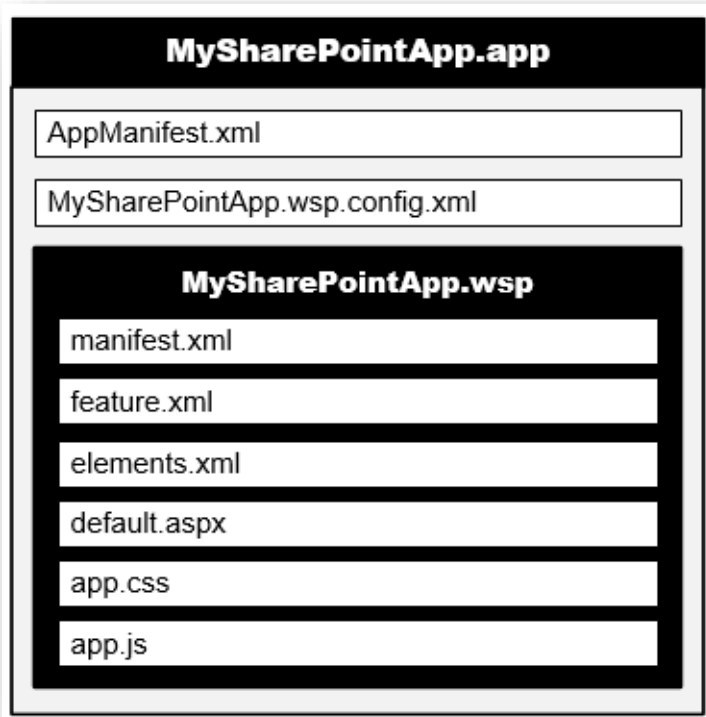 MySharePointApp.app
AppManifest.xml
MySharePointApp.wsp.config.xml
MySharePointApp.wsp
manifest.xml
feature.xml
elements.xml
default.aspx
app.css
app.js